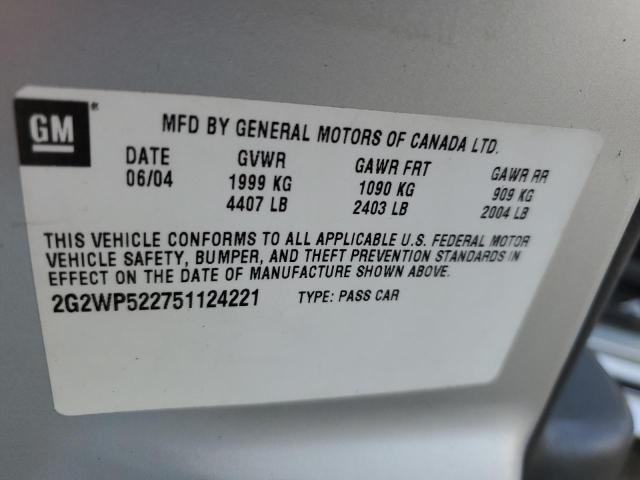 GM®
MFD BY GENERAL MOTORS OF CANADA LTD.
DATE GVWR GAWR FRT GAWR RR
06/04 1999 KG 1090 KG 909 KG
4407 LB 2403 LB 2004 LB
THIS VEHICLE CONFORMS TO ALL APPLICABLE U.S. FEDERAL MOTOR
VEHICLE SAFETY, BUMPER, AND THEFT PREVENTION STANDARDS IN
EFFECT ON THE DATE OF MANUFACTURE SHOWN ABOVE.
2G2WP522751124221 TYPE: PASS CAR